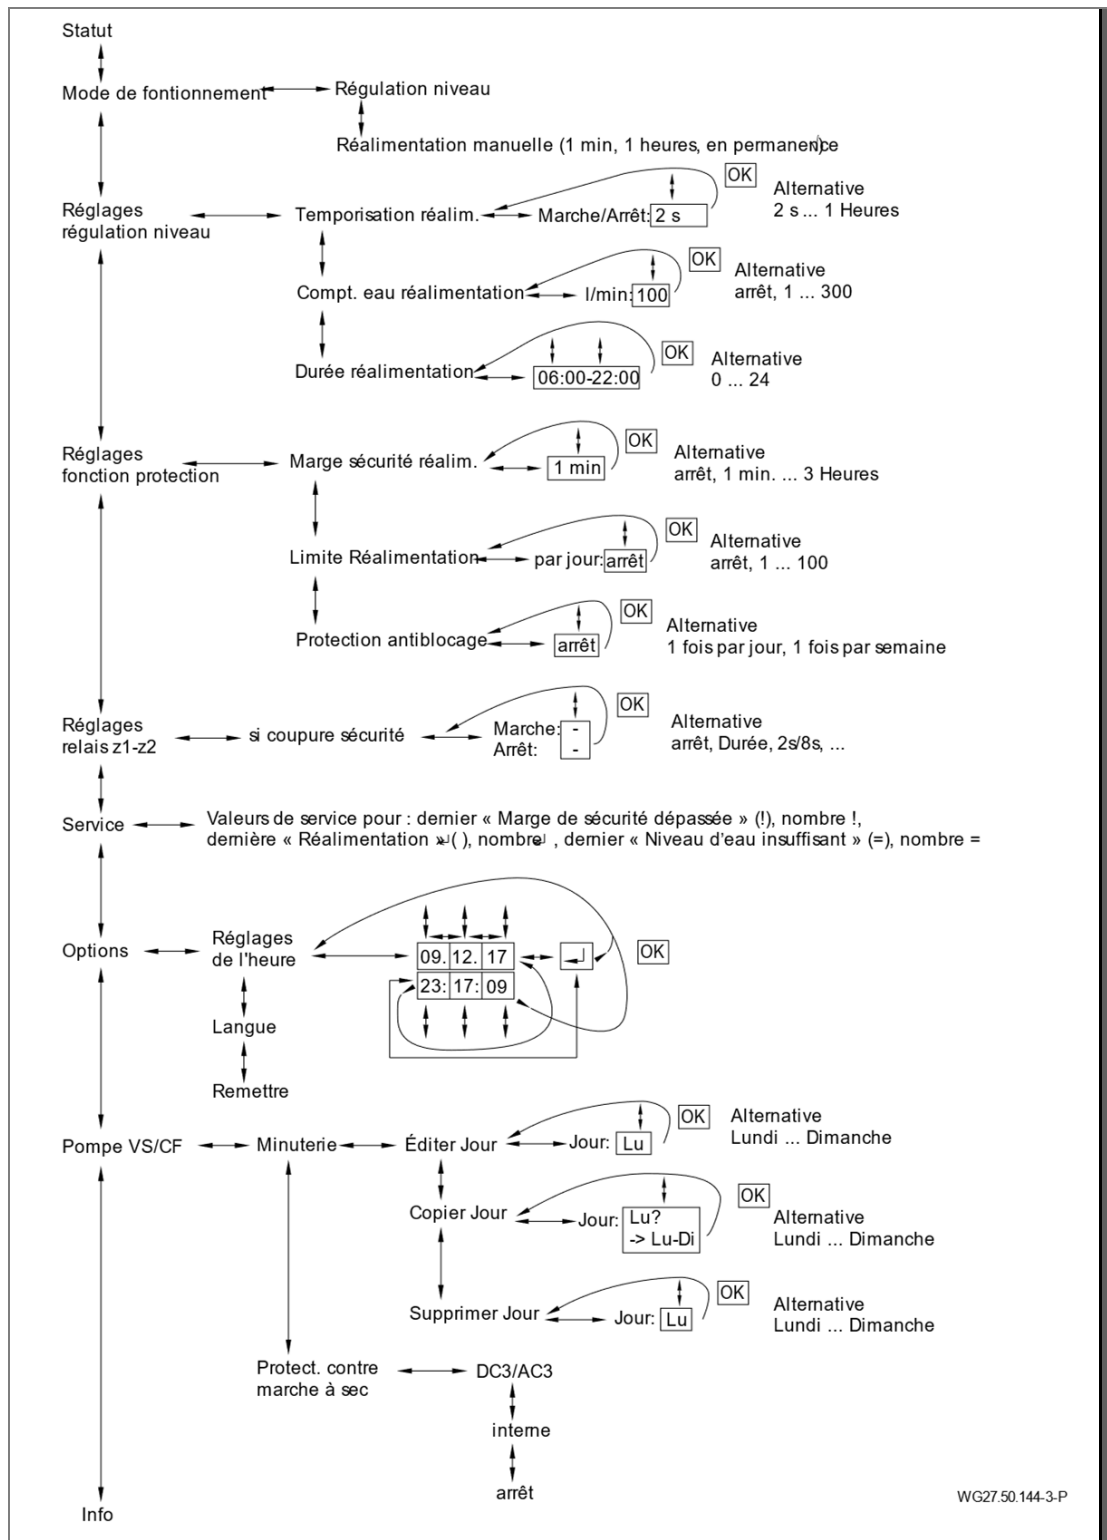 Statut
Mode de fontionnement
Régulation niveau
Réalimentation manuelle (1 min, 1 heures, en permanence)
Réglages
régulation niveau
Temporisation réalim.
Marche/Arrêt: 2 s
OK
Alternative
2 s ... 1 Heures
Compt. eau réalimentation
l/min: 100
OK
Alternative
arrêt, 1 ... 300
Durée réalimentation
06:00-22:00
OK
Alternative
0 ... 24
Réglages
fonction protection
Marge sécurité réalim.
1 min
OK
Alternative
arrêt, 1 min. ... 3 Heures
Limite Réalimentation
par jour: arrêt
OK
Alternative
arrêt, 1 ... 100
Protection antiblocage
arrêt
OK
Alternative
1 fois par jour, 1 fois par semaine
Réglages
relais z1-z2
si coupure sécurité
Marche: -
Arrêt: -
OK
Alternative
arrêt, Durée, 2s/8s, ...
Service
Valeurs de service pour : dernier « Marge de sécurité dépassée » (!), nombre !,
dernière « Réalimentation »↵( ), nombre↵ , dernier « Niveau d'eau insuffisant » (=), nombre =
Options
Réglages
de l'heure
09. 12. 17
23: 17: 09
↵
OK
Langue
Remettre
Pompe VS/CF
Minuterie
Éditer Jour
Jour: Lu
OK
Alternative
Lundi ... Dimanche
Copier Jour
Jour: Lu?
-> Lu-Di
OK
Alternative
Lundi ... Dimanche
Supprimer Jour
Jour: Lu
OK
Alternative
Lundi ... Dimanche
Protect. contre
marche à sec
DC3/AC3
interne
arrêt
Info
WG27.50.144-3-P